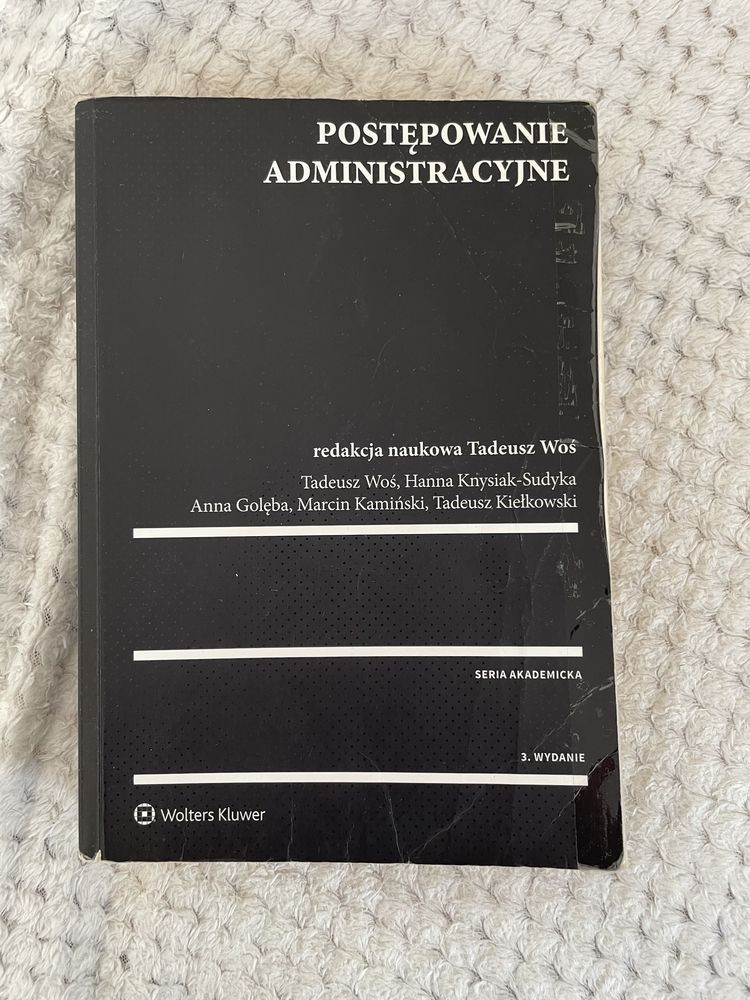 POSTĘPOWANIE
ADMINISTRACYJNE
redakcja naukowa Tadeusz Woś
Tadeusz Woś, Hanna Knysiak-Sudyka
Anna Golęba, Marcin Kamiński, Tadeusz Kiełkowski
SERIA AKADEMICKA
3. WYDANIE
Wolters Kluwer